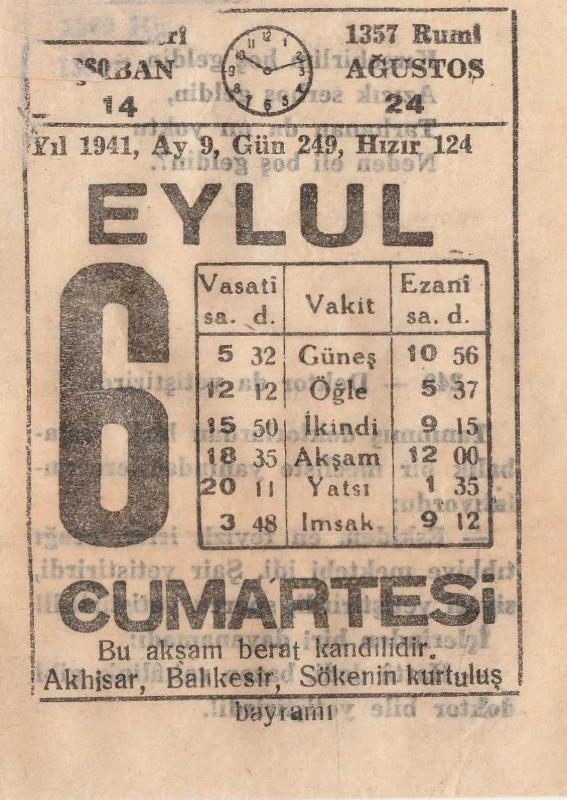 1357 Rumî
ŞABAN AĞUSTOS
14 24
Yıl 1941, Ay 9, Gün 249, Hızır 124
EYLUL
6
Vasatî Vakit Ezanî
sa. d. sa. d.
5 32 Güneş 10 56
12 12 Öğle 5 37
15 50 İkindi 9 15
18 35 Akşam 12 00
20 11 Yatsı 1 35
3 48 Imsak 9 12
CUMARTESİ
Bu akşam berat kandilidir.
Akhisar, Balıkesir, Sökenin kurtuluş
bayramı